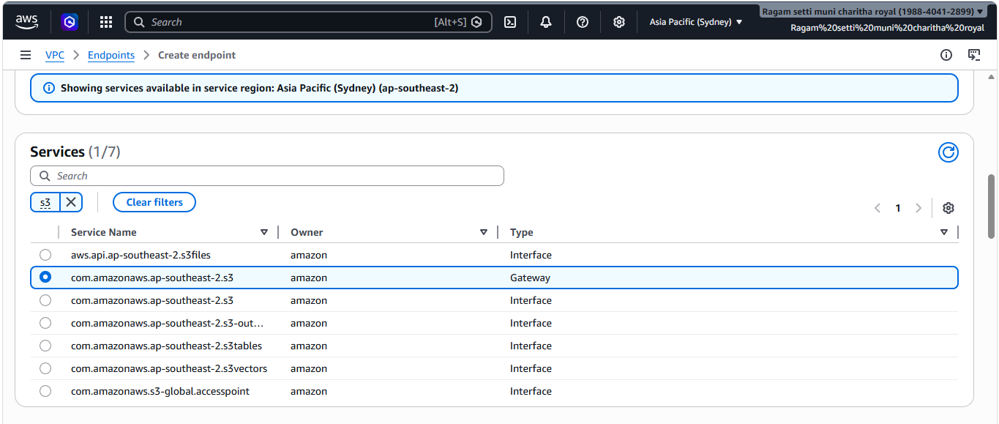 aws
Search [Alt+S]
Asia Pacific (Sydney) ▼
Ragam setti muni charitha royal (1988-4041-2899) ▼
Ragam%20setti%20muni%20charitha%20royal
VPC > Endpoints > Create endpoint
Showing services available in service region: Asia Pacific (Sydney) (ap-southeast-2)
Services (1/7)
Search
s3
Clear filters
1
Service Name Owner Type
aws.api.ap-southeast-2.s3files amazon Interface
com.amazonaws.ap-southeast-2.s3 amazon Gateway
com.amazonaws.ap-southeast-2.s3 amazon Interface
com.amazonaws.ap-southeast-2.s3-out… amazon Interface
com.amazonaws.ap-southeast-2.s3tables amazon Interface
com.amazonaws.ap-southeast-2.s3vectors amazon Interface
com.amazonaws.s3-global.accesspoint amazon Interface